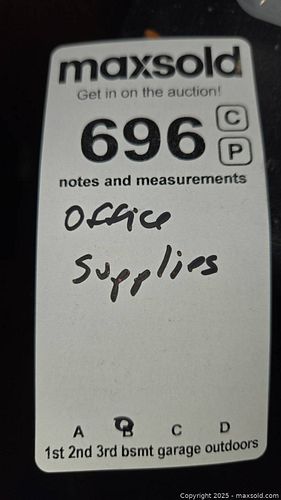 maxsold
Get in on the auction!
696 C
P
notes and measurements
Office
Supplies
A B C D
1st 2nd 3rd bsmt garage outdoors
Copyright 2025 - maxsold.com